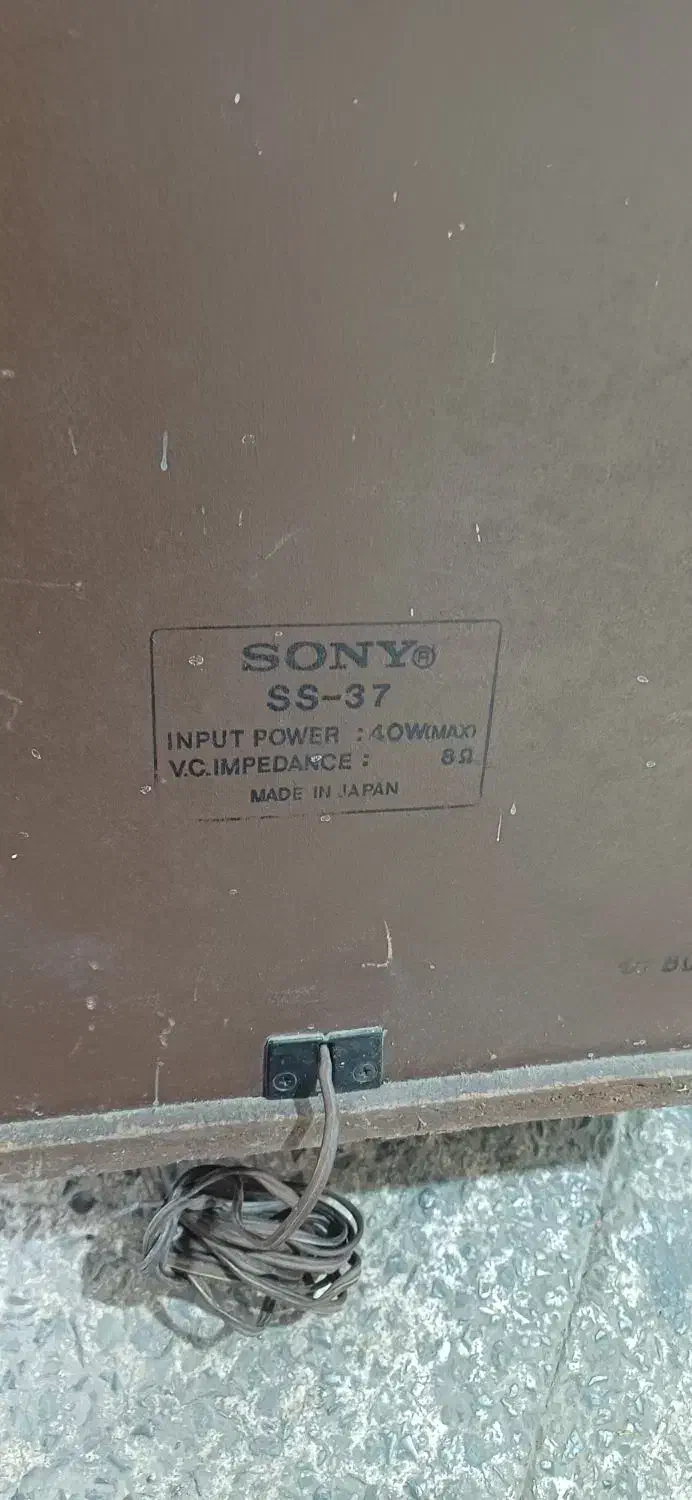 SONY®
SS-37
INPUT POWER : 40W(MAX)
V.C.IMPEDANCE : 8Ω
MADE IN JAPAN